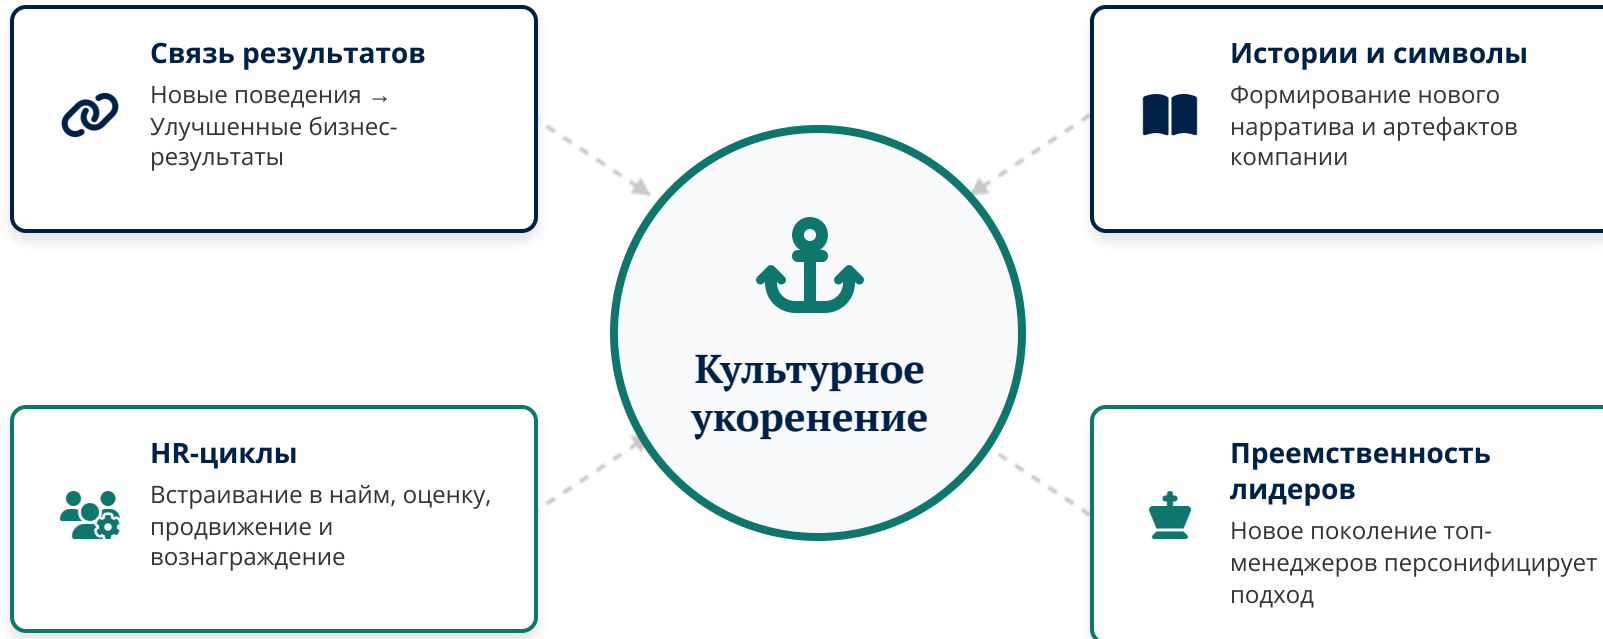 Связь результатов
Новые поведения →
Улучшенные бизнес-
результаты
Истории и символы
Формирование нового
нарратива и артефактов
компании
Культурное
укоренение
HR-циклы
Встраивание в найм, оценку,
продвижение и
вознаграждение
Преемственность
лидеров
Новое поколение топ-
менеджеров персонифицирует
подход